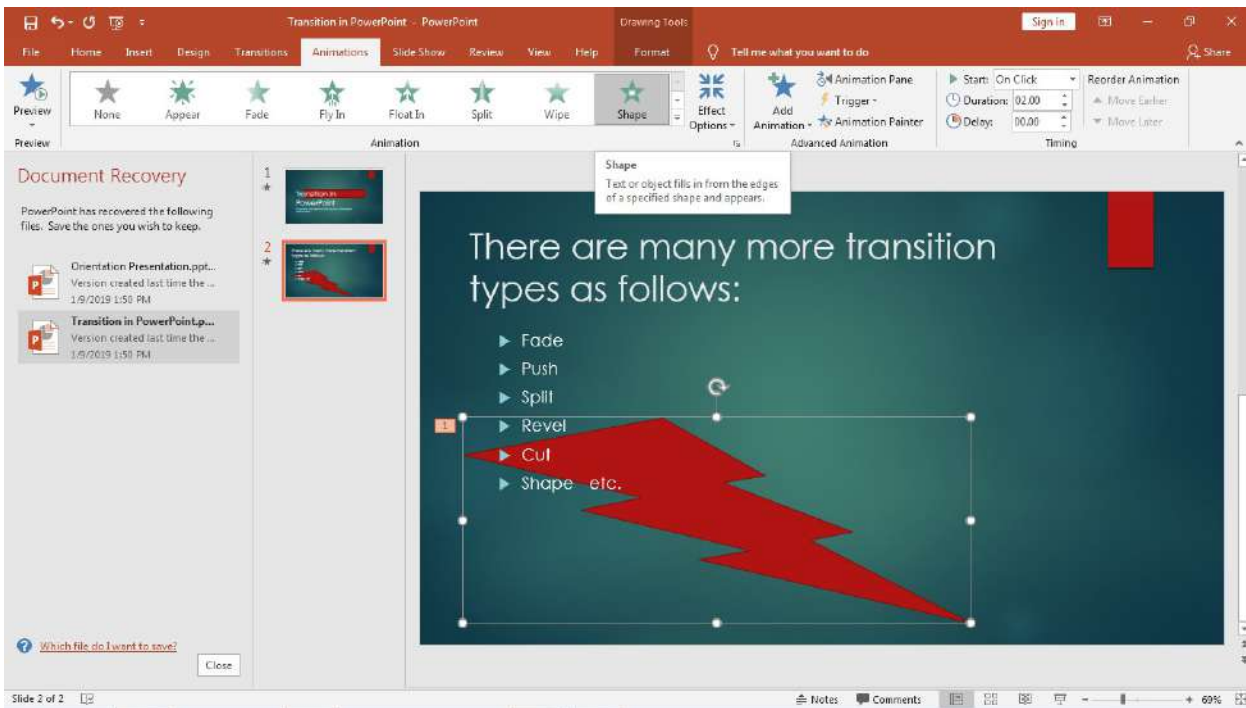 Transition in PowerPoint - PowerPoint
Drawing Tools
Sign in
File Home Insert Design Transitions Animations Slide Show Review View Help Format Tell me what you want to do Share
Preview
None Appear Fade Fly In Float In Split Wipe Shape
Effect
Options
Add
Animation
Animation Pane
Trigger
Animation Painter
Start: On Click
Duration: 02.00
Delay: 00.00
Reorder Animation
Move Earlier
Move Later
Preview Animation Advanced Animation Timing
Shape
Text or object fills in from the edges
of a specified shape and appears.
Document Recovery
PowerPoint has recovered the following
files. Save the ones you wish to keep.
Orientation Presentation.ppt...
Version created last time the ...
1/9/2019 1:50 PM
Transition in PowerPoint.p...
Version created last time the ...
1/9/2019 1:50 PM
Which file do I want to save?
Close
1
Transition in
PowerPoint
2
There are many more transition
types as follows:
Fade
Push
Split
1
Revel
Cut
Shape etc.
Slide 2 of 2
Notes Comments
69%